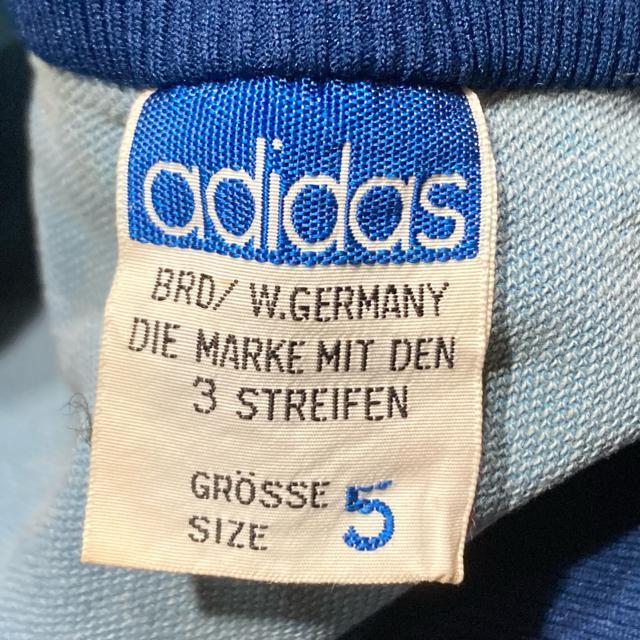 adidas
BRD/ W.GERMANY
DIE MARKE MIT DEN
3 STREIFEN
GRÖSSE
SIZE 5